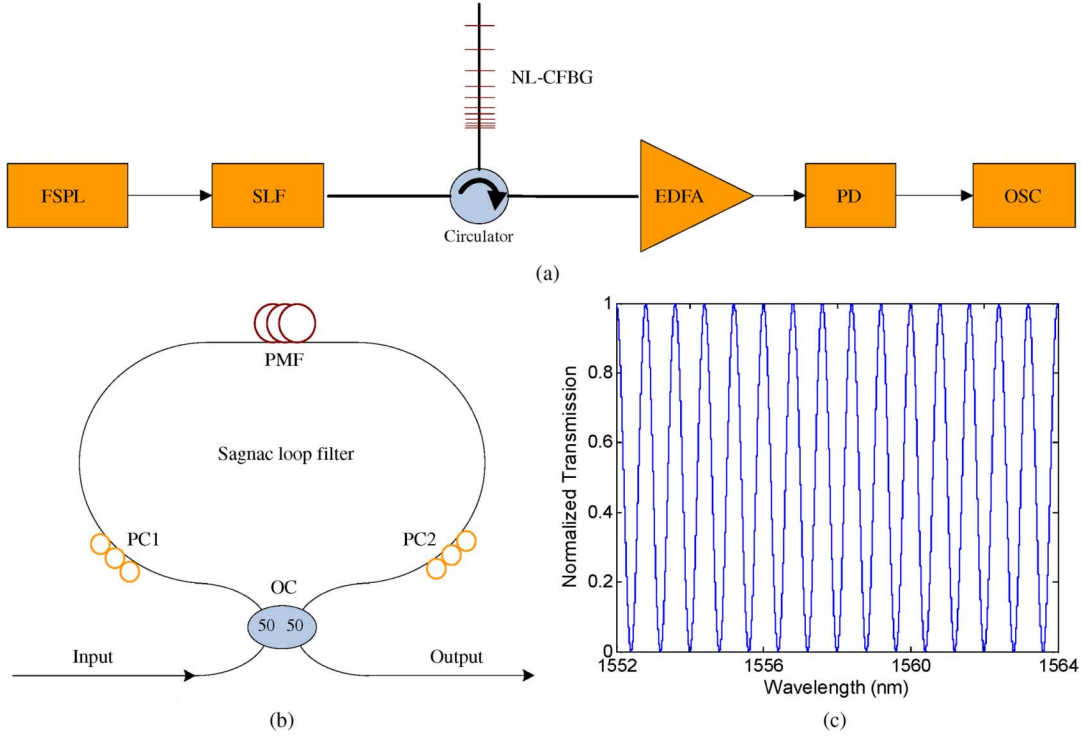 NL-CFBG
FSPL
SLF
EDFA
PD
OSC
Circulator
(a)
PMF
Sagnac loop filter
PC1
PC2
OC
50 50
Input
Output
(b)
Normalized Transmission
1
0.8
0.6
0.4
0.2
0
1552
1556
1560
1564
Wavelength (nm)
(c)